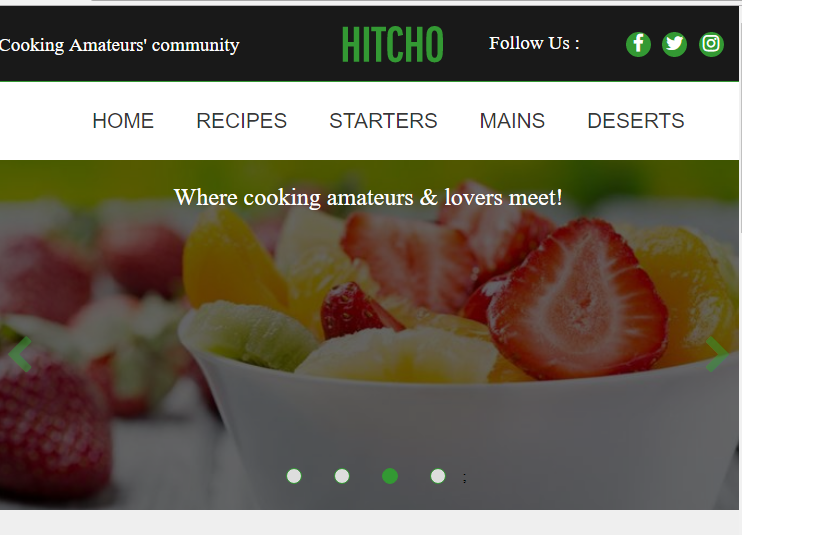 Cooking Amateurs' community
HITCHO
Follow Us :
HOME RECIPES STARTERS MAINS DESERTS
Where cooking amateurs & lovers meet!
: